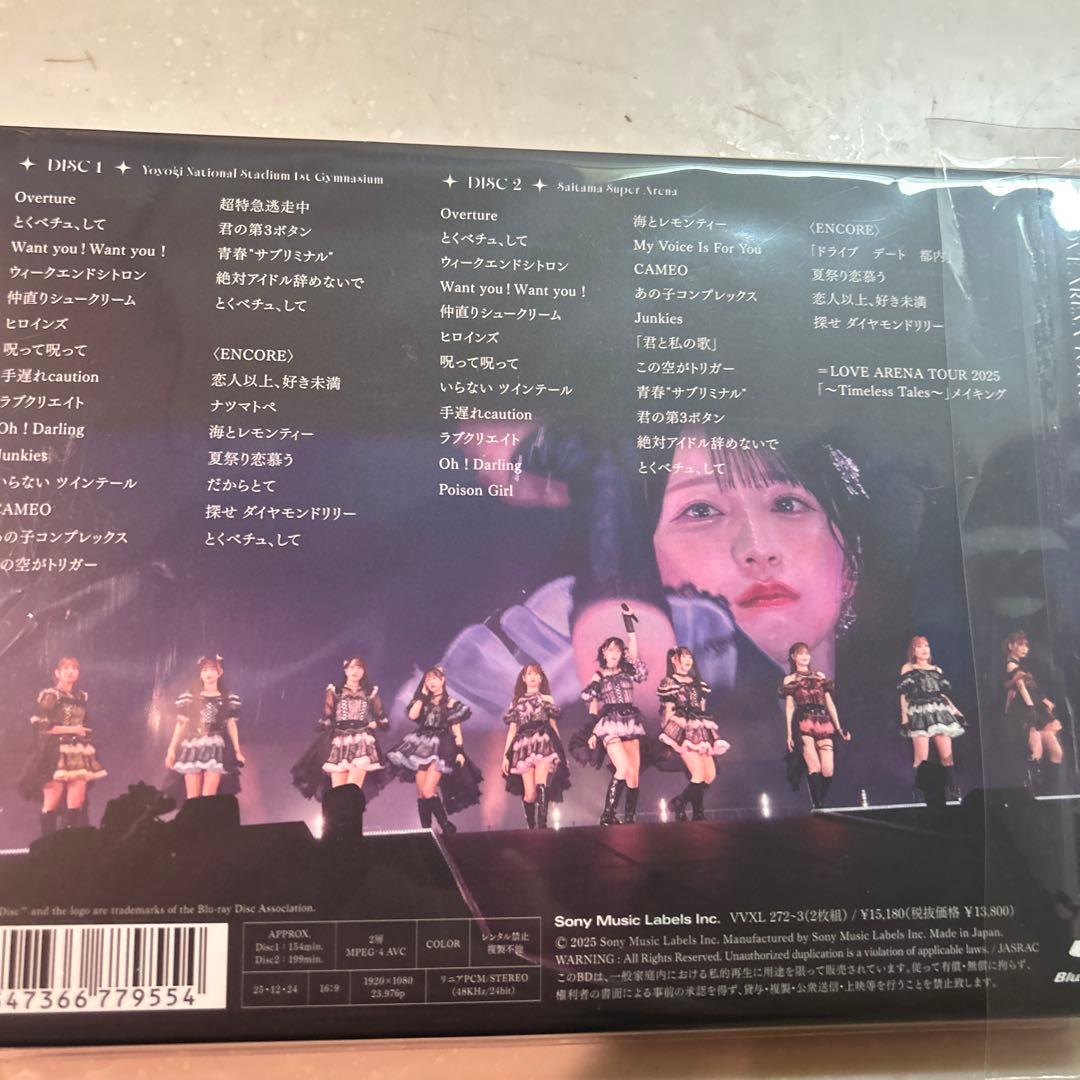 DISC 1 Yoyogi National Stadium 1st Gymnasium
Overture
とくべチュ、して
Want you ! Want you !
ウィークエンドシトロン
仲直りシュークリーム
ヒロインズ
呪って呪って
手遅れcaution
ラブクリエイト
Oh ! Darling
Junkies
いらない ツインテール
CAMEO
あの子コンプレックス
の空がトリガー
超特急逃走中
君の第3ボタン
青春"サブリミナル"
絶対アイドル辞めないで
とくべチュ、して
〈ENCORE〉
恋人以上、好き未満
ナツマトペ
海とレモンティー
夏祭り恋慕う
だからとて
探せ ダイヤモンドリリー
とくべチュ、して
DISC 2 Saitama Super Arena
Overture
とくべチュ、して
ウィークエンドシトロン
Want you ! Want you !
仲直りシュークリーム
ヒロインズ
呪って呪って
いらない ツインテール
手遅れcaution
ラブクリエイト
Oh ! Darling
Poison Girl
海とレモンティー
My Voice Is For You
CAMEO
あの子コンプレックス
Junkies
「君と私の歌」
この空がトリガー
青春"サブリミナル"
君の第3ボタン
絶対アイドル辞めないで
とくべチュ、して
〈ENCORE〉
「ドライブ デート 都内」
夏祭り恋慕う
恋人以上、好き未満
探せ ダイヤモンドリリー
＝LOVE ARENA TOUR 2025
「～Timeless Tales～」メイキング
Disc™ and the logo are trademarks of the Blu-ray Disc Association.
47366 779554
APPROX.
Disc1 : 154min.
Disc2 : 199min.
2層
MPEG-4 AVC
COLOR
レンタル禁止
複製不能
25・12・24
16:9
1920×1080
23.976p
リニアPCM/STEREO
(48KHz/24bit)
Sony Music Labels Inc. VVXL 272~3(2枚組) / ¥15,180(税抜価格 ¥13,800)
© 2025 Sony Music Labels Inc. Manufactured by Sony Music Labels Inc. Made in Japan.
WARNING : All Rights Reserved. Unauthorized duplication is a violation of applicable laws. / JASRAC
このBDは、一般家庭内における私的再生に用途を限って販売されています。従って有償・無償に拘らず、
権利者の書面による事前の承認を得ず、貸与・複製・公衆送信・上映等を行うことを禁止致します。
Blu